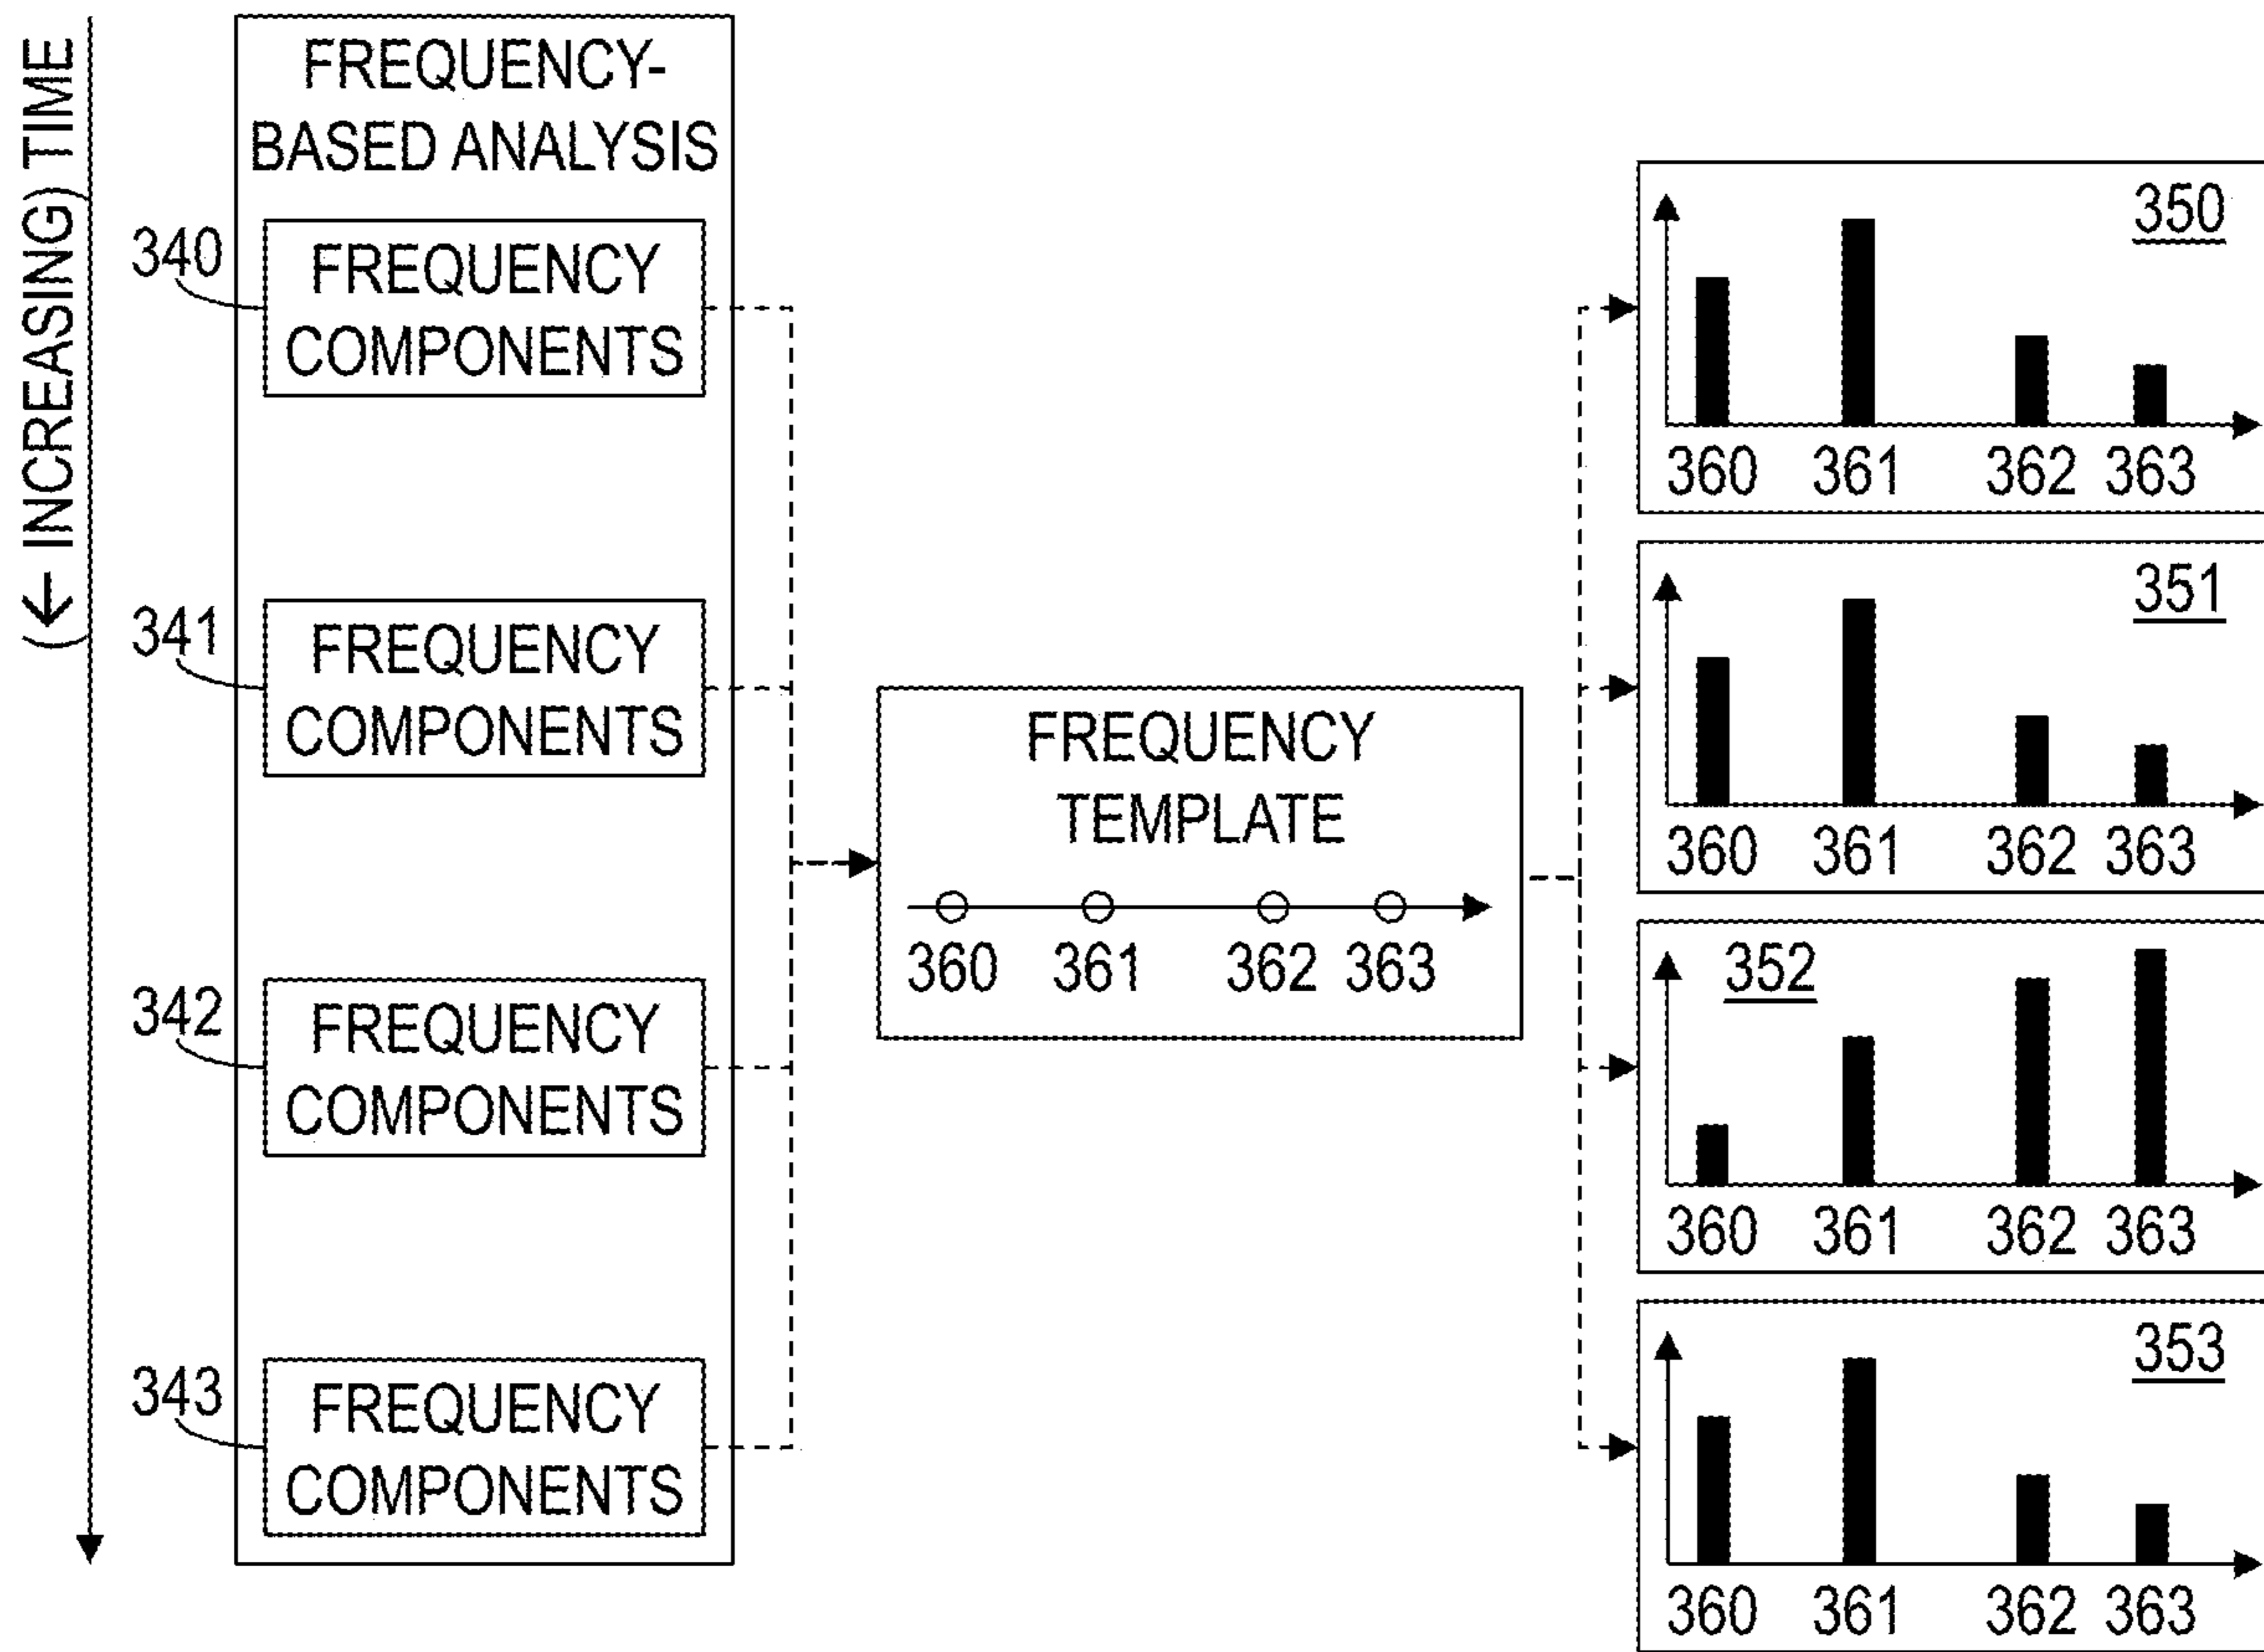 (← INCREASING) TIME
FREQUENCY-
BASED ANALYSIS
340
FREQUENCY
COMPONENTS
341
FREQUENCY
COMPONENTS
342
FREQUENCY
COMPONENTS
343
FREQUENCY
COMPONENTS
FREQUENCY
TEMPLATE
360 361 362 363
350
360 361 362 363
351
360 361 362 363
352
360 361 362 363
353
360 361 362 363